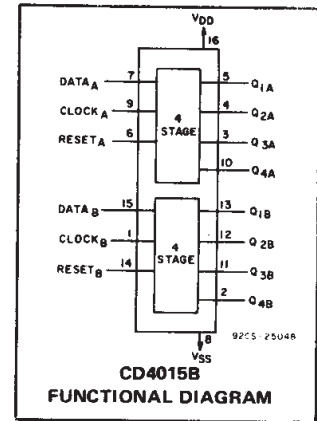 VDD
16
DATAA 7 5 Q1A
CLOCKA 9 4 Q2A
RESETA 6 3 Q3A
10 Q4A
4 STAGE
DATAB 15 13 Q1B
CLOCKB 1 12 Q2B
RESETB 14 11 Q3B
2 Q4B
4 STAGE
8
VSS
92CS-25048
CD4015B
FUNCTIONAL DIAGRAM